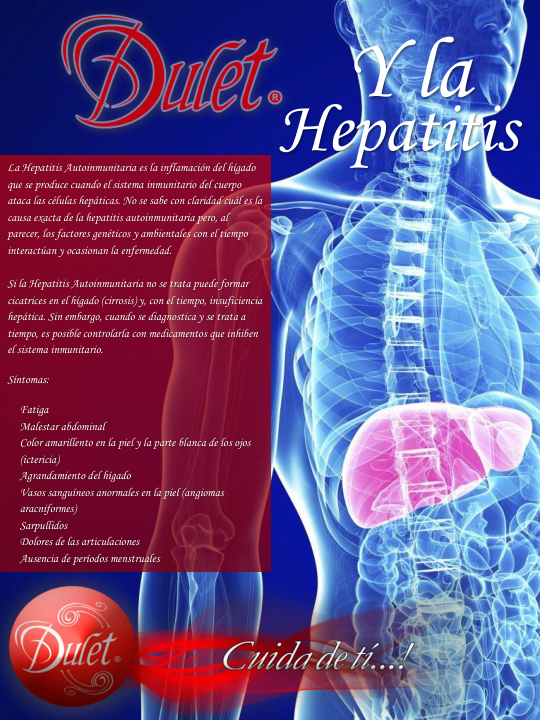 Dulet®
Y la
Hepatitis
La Hepatitis Autoinmunitaria es la inflamación del hígado
que se produce cuando el sistema inmunitario del cuerpo
ataca las células hepáticas. No se sabe con claridad cuál es la
causa exacta de la hepatitis autoinmunitaria pero, al
parecer, los factores genéticos y ambientales con el tiempo
interactúan y ocasionan la enfermedad.
Si la Hepatitis Autoinmunitaria no se trata puede formar
cicatrices en el hígado (cirrosis) y, con el tiempo, insuficiencia
hepática. Sin embargo, cuando se diagnostica y se trata a
tiempo, es posible controlarla con medicamentos que inhiben
el sistema inmunitario.
Síntomas:
Fatiga
Malestar abdominal
Color amarillento en la piel y la parte blanca de los ojos
(ictericia)
Agrandamiento del hígado
Vasos sanguíneos anormales en la piel (angiomas
aracniformes)
Sarpullidos
Dolores de las articulaciones
Ausencia de períodos menstruales
Dulet®
Cuida de tí...!